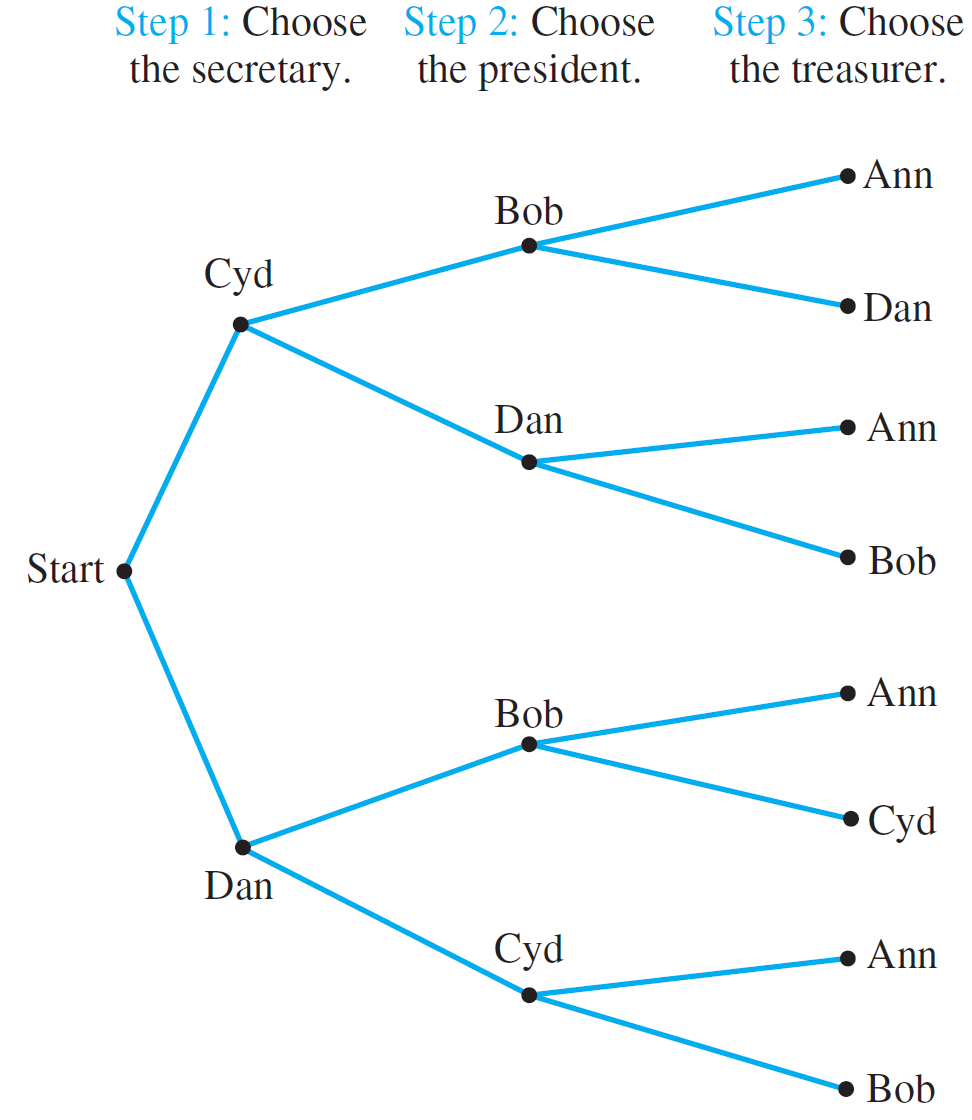 Step 1: Choose
the secretary.
Step 2: Choose
the president.
Step 3: Choose
the treasurer.
Ann
Bob
Cyd
Dan
Dan
Ann
Bob
Start
Ann
Bob
Cyd
Dan
Cyd
Ann
Bob